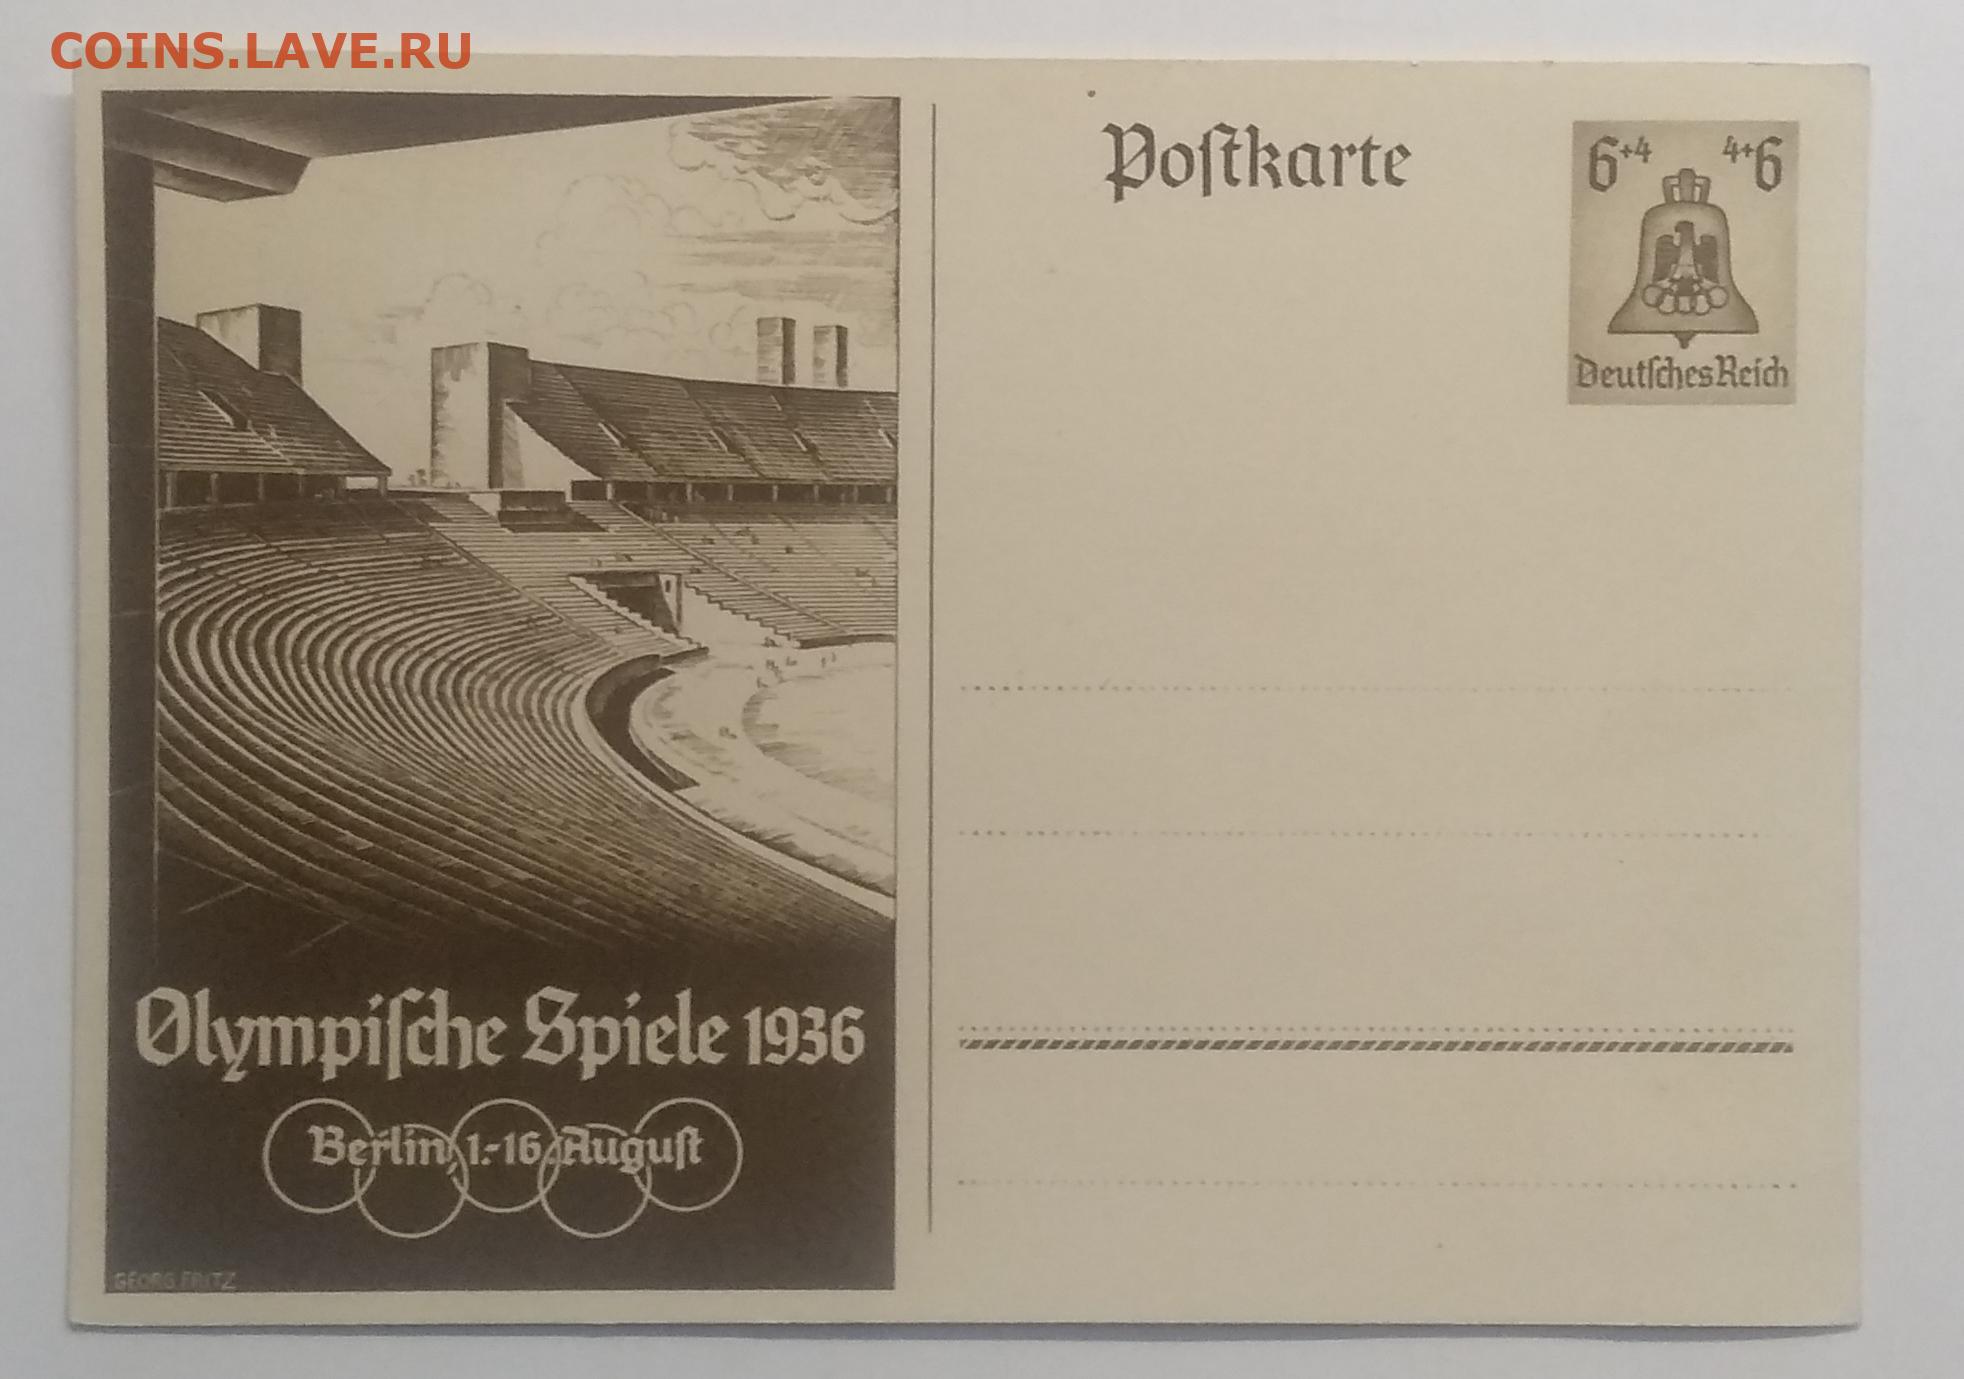 COINS.LAVE.RU
Poſtkarte
6+4 4+6
Deutſches Reich
Olympiſche Spiele 1936
Berlin, 1.-16. Auguſt
GEORG FRITZ